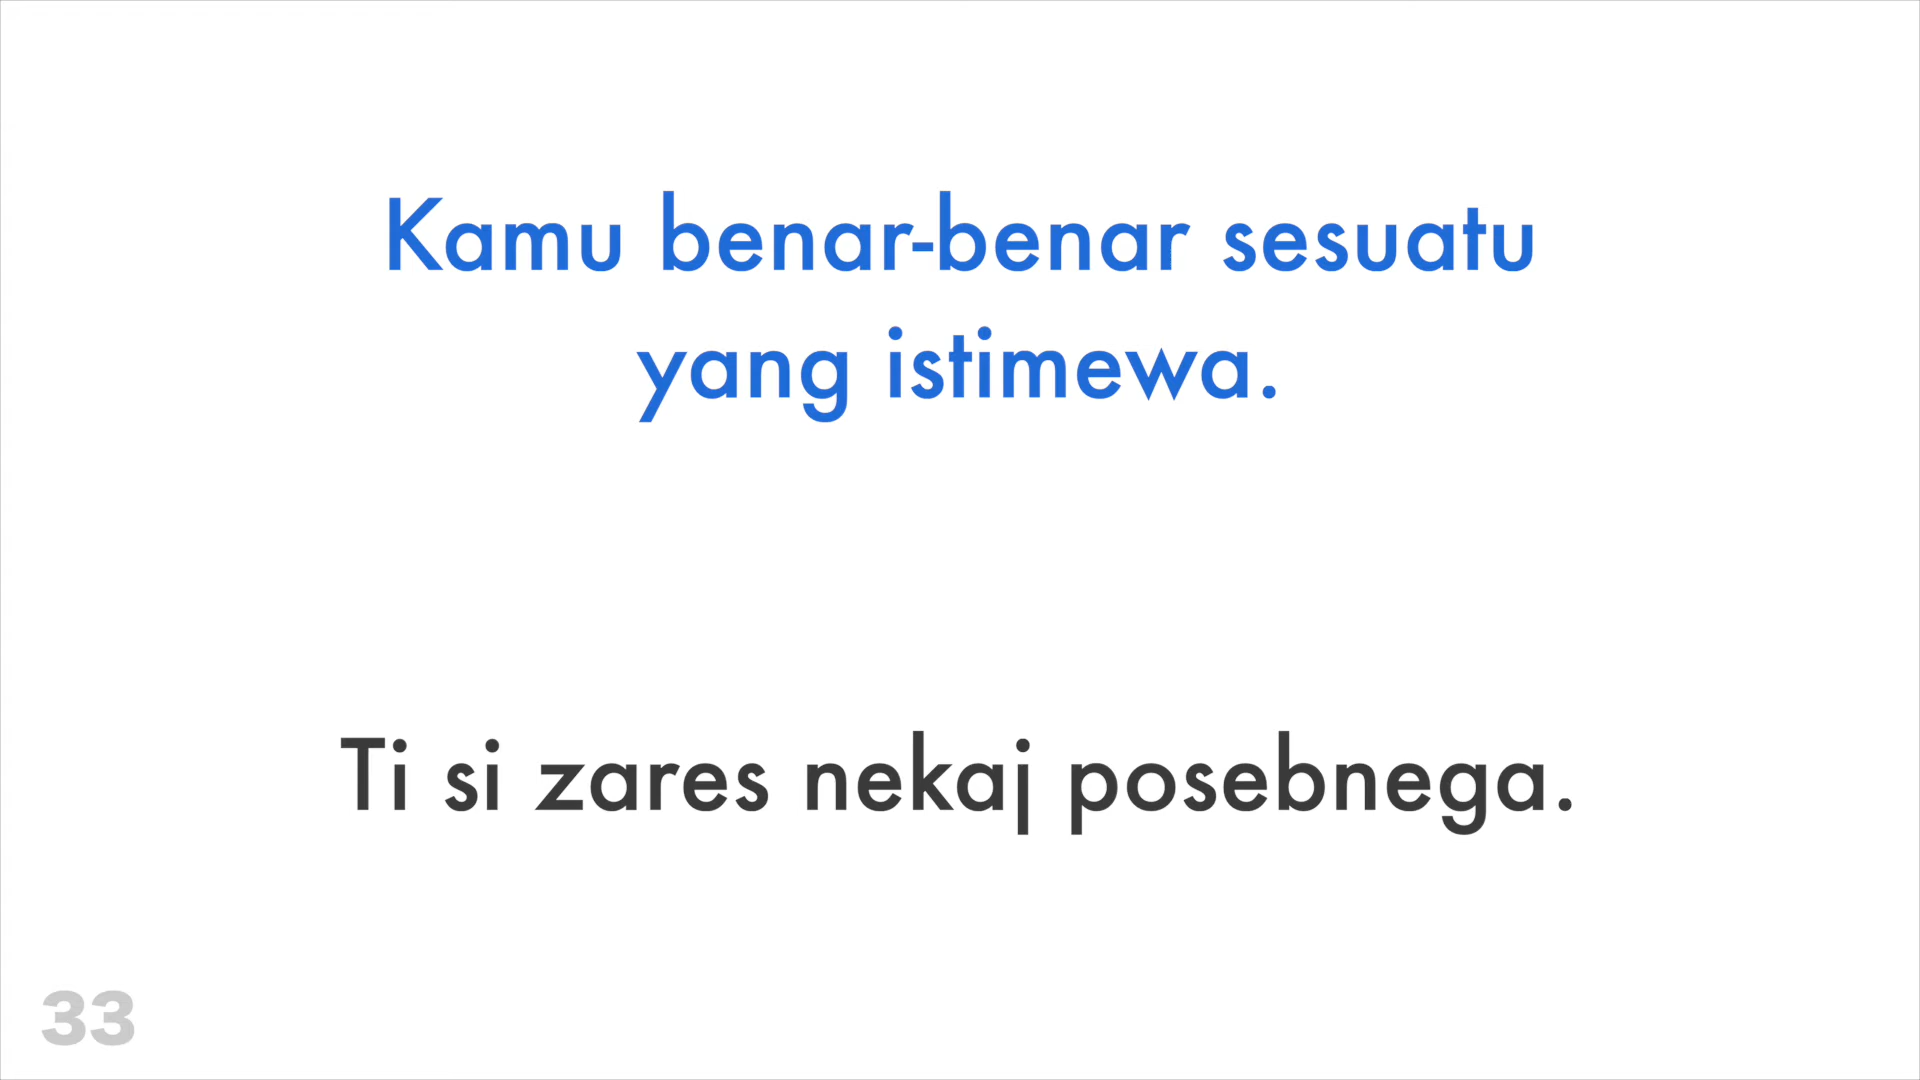 Kamu benar-benar sesuatu
yang istimewa.
Ti si zares nekaj posebnega.
33